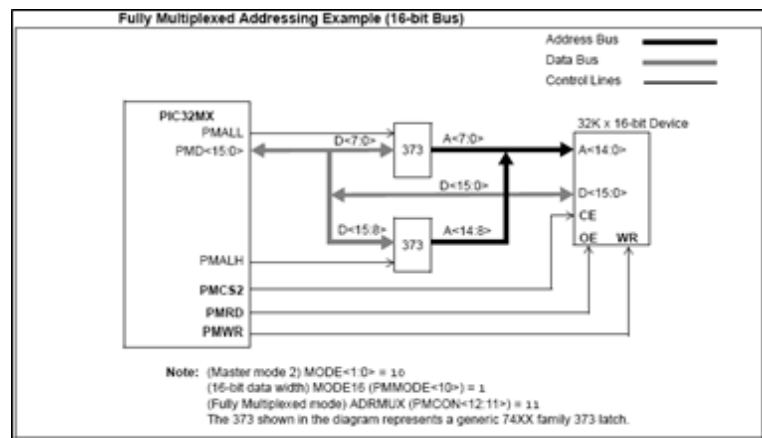 Fully Multiplexed Addressing Example (16-bit Bus)
Address Bus
Data Bus
Control Lines
PIC32MX
32K x 16-bit Device
PMALL
D<7:0>
A<7:0>
PMD<15:0>
373
A<14:0>
D<15:0>
D<15:0>
D<15:8>
A<14:8>
CE
373
OE WR
PMALH
PMCS2
PMRD
PMWR
Note: (Master mode 2) MODE<1:0> = 10
(16-bit data width) MODE16 (PMMODE<10>) = 1
(Fully Multiplexed mode) ADRMUX (PMCON<12:11>) = 11
The 373 shown in the diagram represents a generic 74XX family 373 latch.